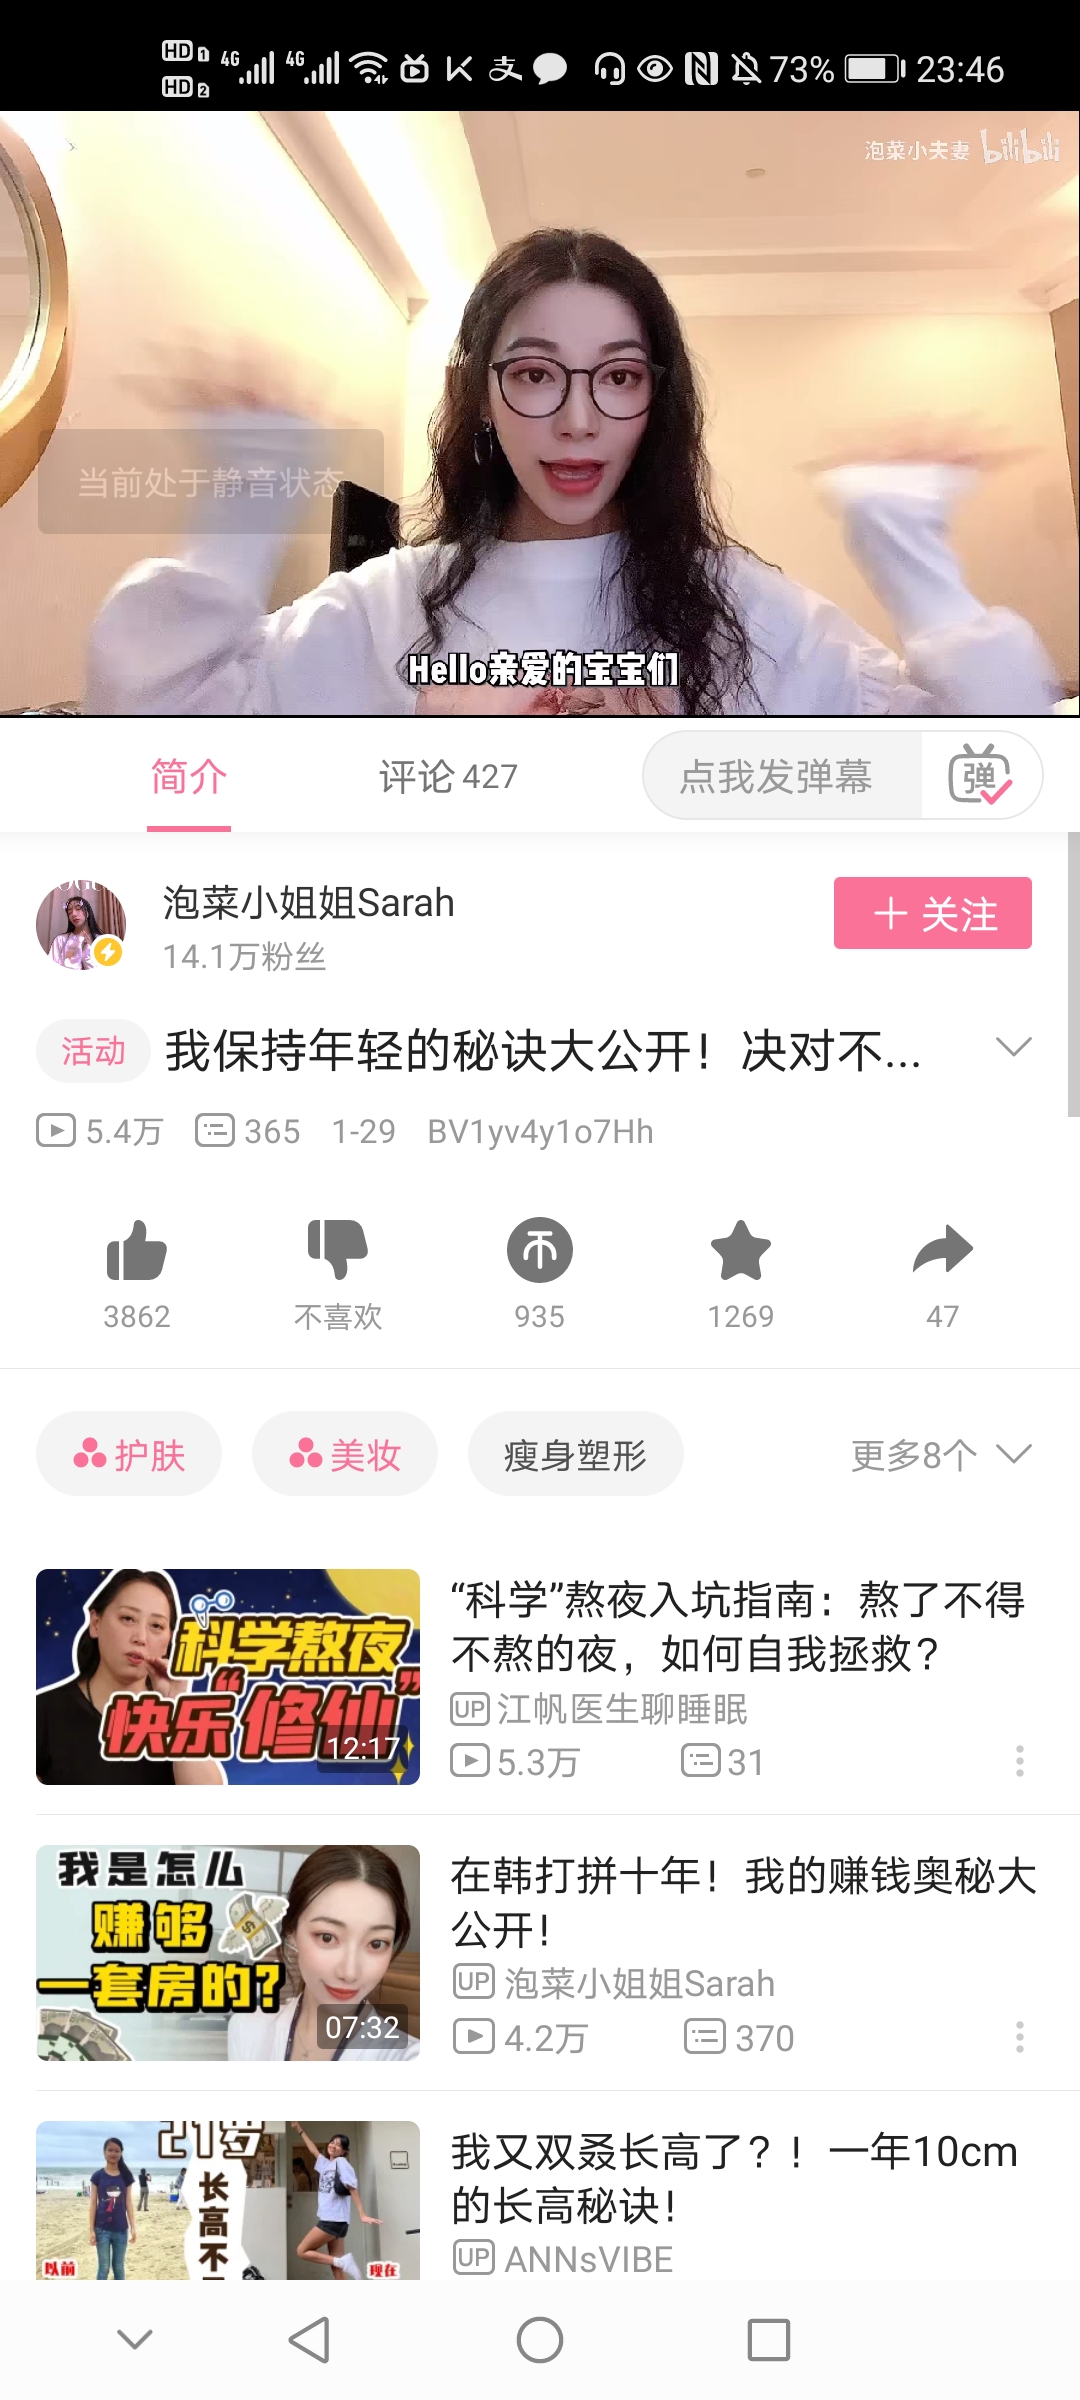 HD 1 4G 4G 73% 23:46
HD 2
泡菜小夫妻 bilibili
当前处于静音状态
Hello亲爱的宝宝们
简介 评论 427 点我发弹幕 弹
泡菜小姐姐Sarah
14.1万粉丝
+ 关注
活动 我保持年轻的秘诀大公开！决对不...
5.4万 365 1-29 BV1yv4y1o7Hh
3862 不喜欢 935 1269 47
护肤 美妆 瘦身塑形 更多8个
科学熬夜
快乐“修仙”
12:17
“科学”熬夜入坑指南：熬了不得
不熬的夜，如何自我拯救？
UP 江帆医生聊睡眠
5.3万 31
我是怎么
赚够
一套房的?
07:32
在韩打拼十年！我的赚钱奥秘大
公开！
UP 泡菜小姐姐Sarah
4.2万 370
21岁
长高不
以前 现在
我又双叒长高了？！一年10cm
的长高秘诀！
UP ANNsVIBE